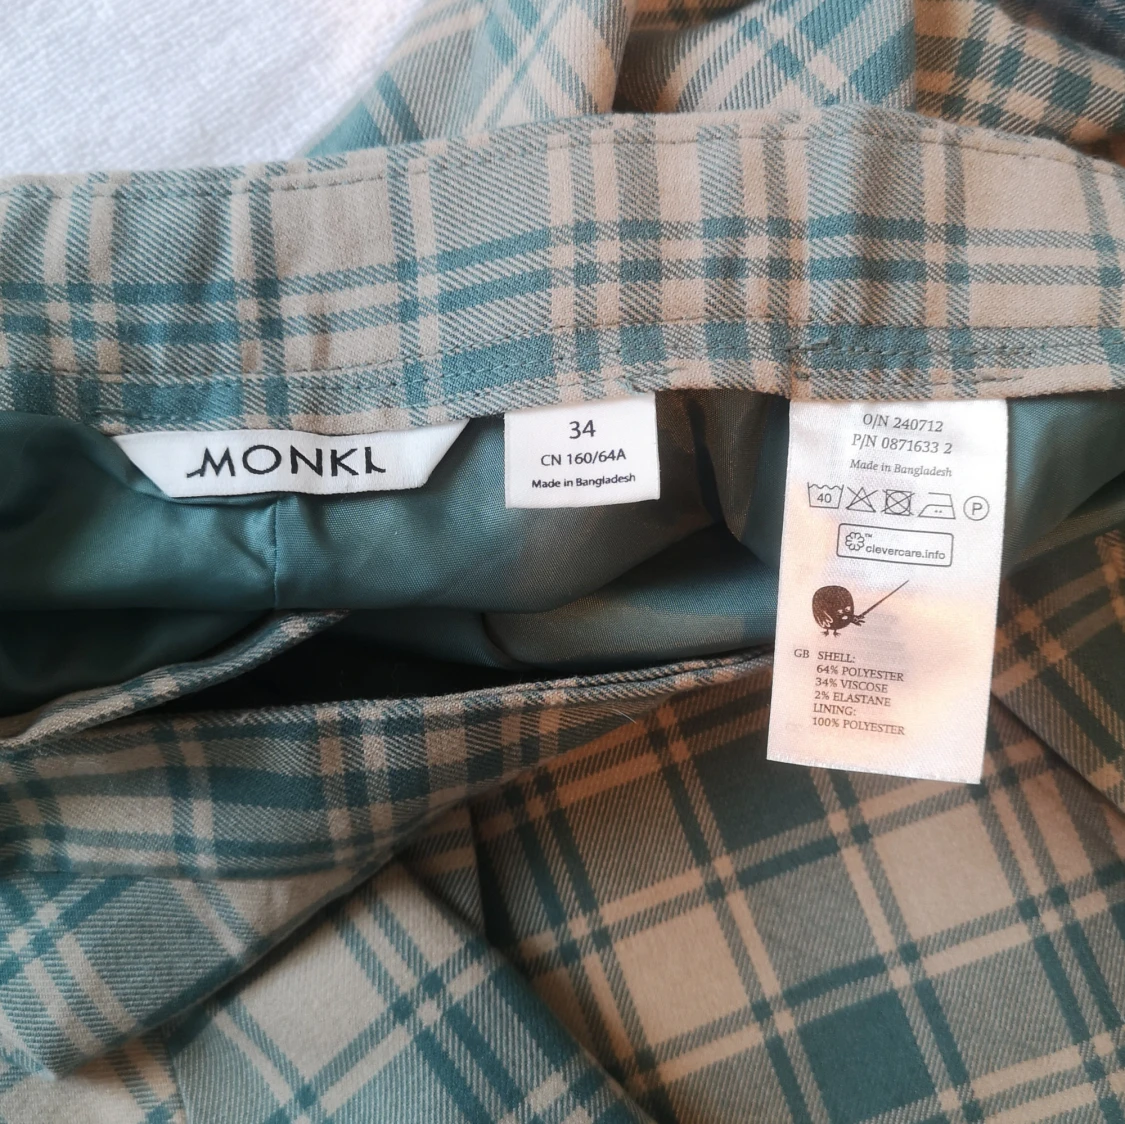 MONKI
34
CN 160/64A
Made in Bangladesh
O/N 240712
P/N 0871633 2
Made in Bangladesh
40 P
™ clevercare.info
GB SHELL:
64% POLYESTER
34% VISCOSE
2% ELASTANE
LINING:
100% POLYESTER